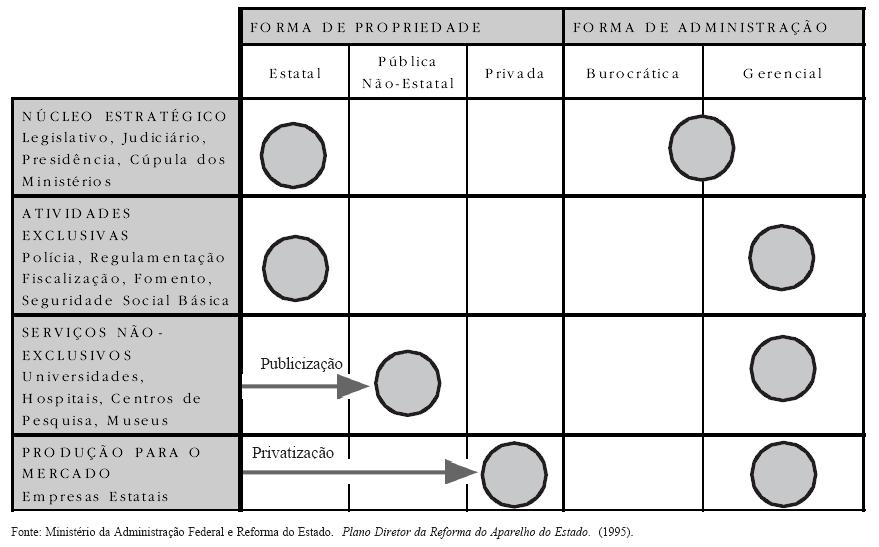 FORMA DE PROPRIEDADE
FORMA DE ADMINISTRAÇÃO
Estatal
Pública
Não-Estatal
Privada
Burocrática
Gerencial
NÚCLEO ESTRATÉGICO
Legislativo, Judiciário,
Presidência, Cúpula dos
Ministérios
ATIVIDADES
EXCLUSIVAS
Polícia, Regulamentação
Fiscalização, Fomento,
Seguridade Social Básica
SERVIÇOS NÃO-
EXCLUSIVOS
Universidades,
Hospitais, Centros de
Pesquisa, Museus
Publicização
PRODUÇÃO PARA O
MERCADO
Empresas Estatais
Privatização
Fonte: Ministério da Administração Federal e Reforma do Estado. Plano Diretor da Reforma do Aparelho do Estado. (1995).